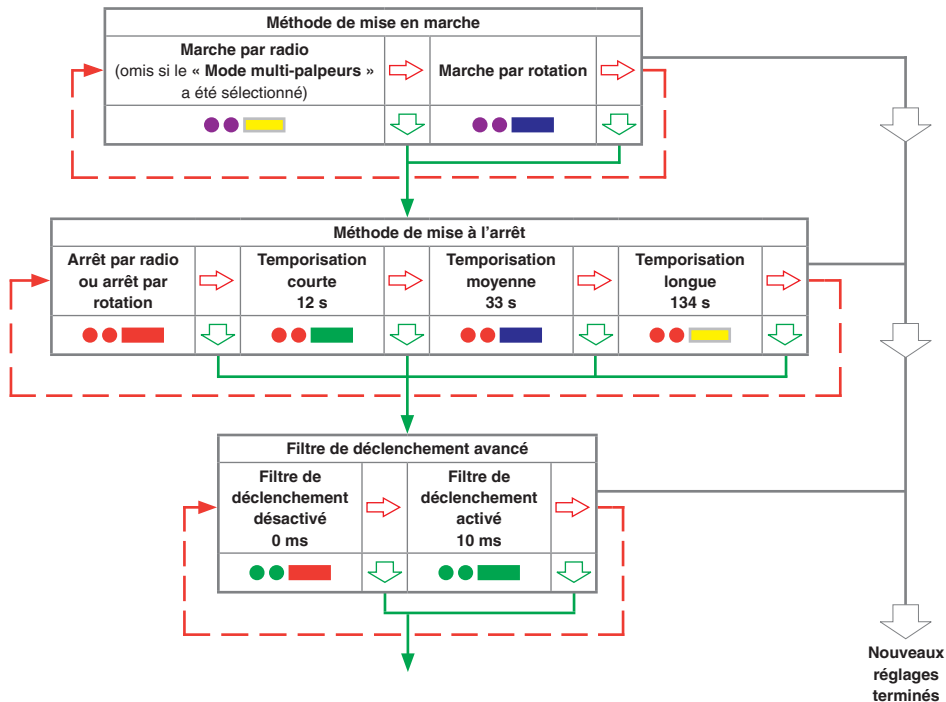 Méthode de mise en marche
Marche par radio
(omis si le « Mode multi-palpeurs »
a été sélectionné)
Marche par rotation
Méthode de mise à l’arrêt
Arrêt par radio
ou arrêt par
rotation
Temporisation
courte
12 s
Temporisation
moyenne
33 s
Temporisation
longue
134 s
Filtre de déclenchement avancé
Filtre de
déclenchement
désactivé
0 ms
Filtre de
déclenchement
activé
10 ms
Nouveaux
réglages
terminés